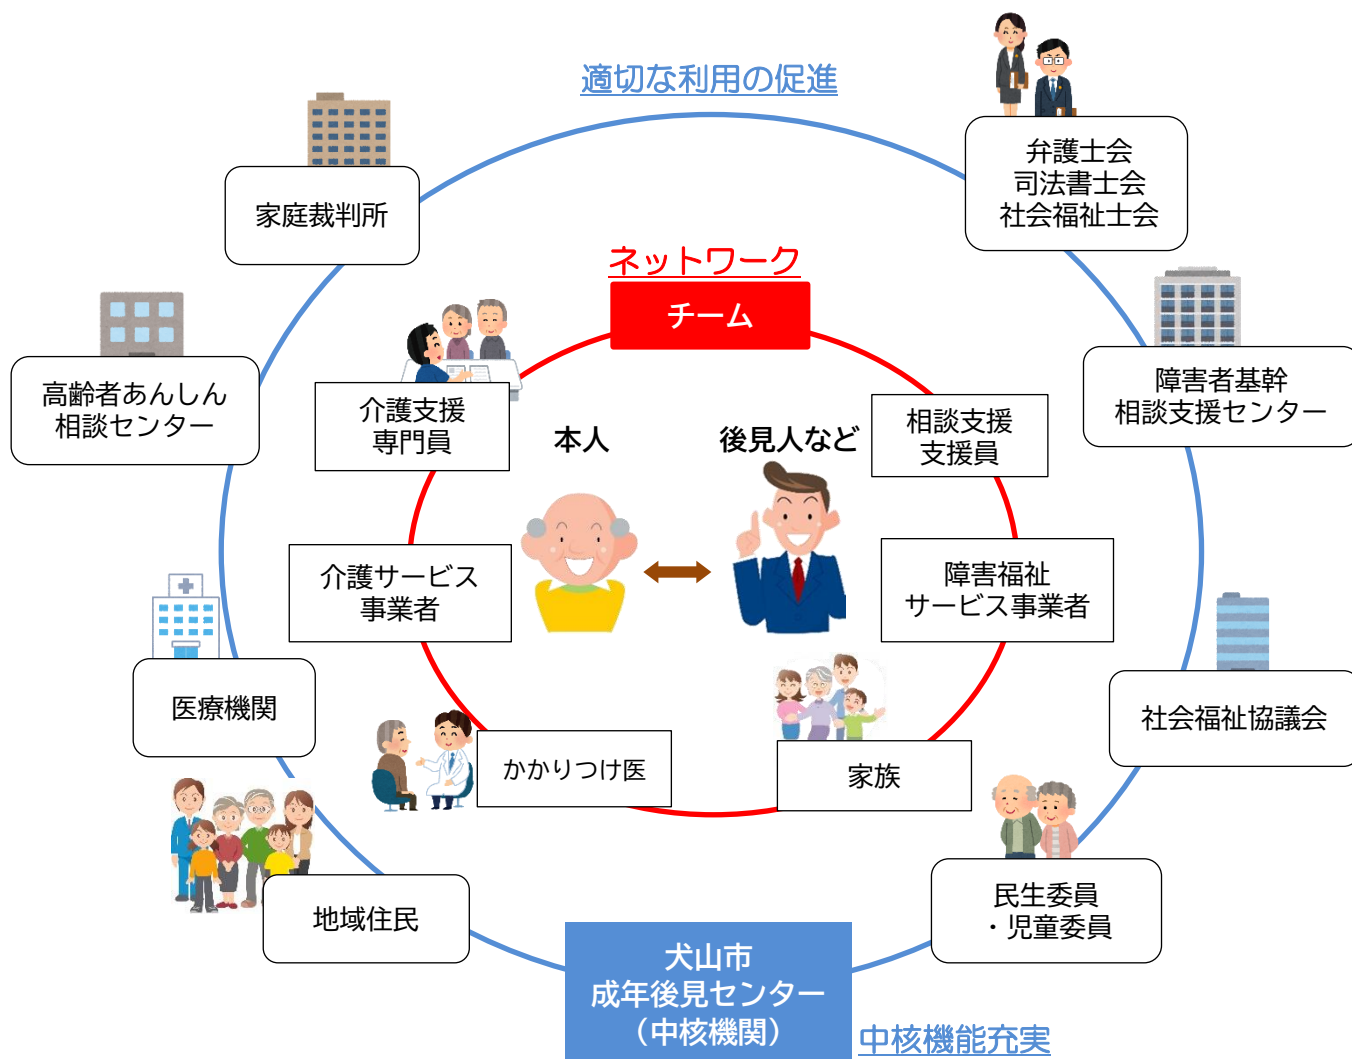 適切な利用の促進
弁護士会
司法書士会
社会福祉士会
家庭裁判所
ネットワーク
チーム
高齢者あんしん
相談センター
介護支援
専門員
本人
後見人など
相談支援
支援員
障害者基幹
相談支援センター
介護サービス
事業者
障害福祉
サービス事業者
医療機関
社会福祉協議会
かかりつけ医
家族
地域住民
民生委員
・児童委員
犬山市
成年後見センター
（中核機関）
中核機能充実